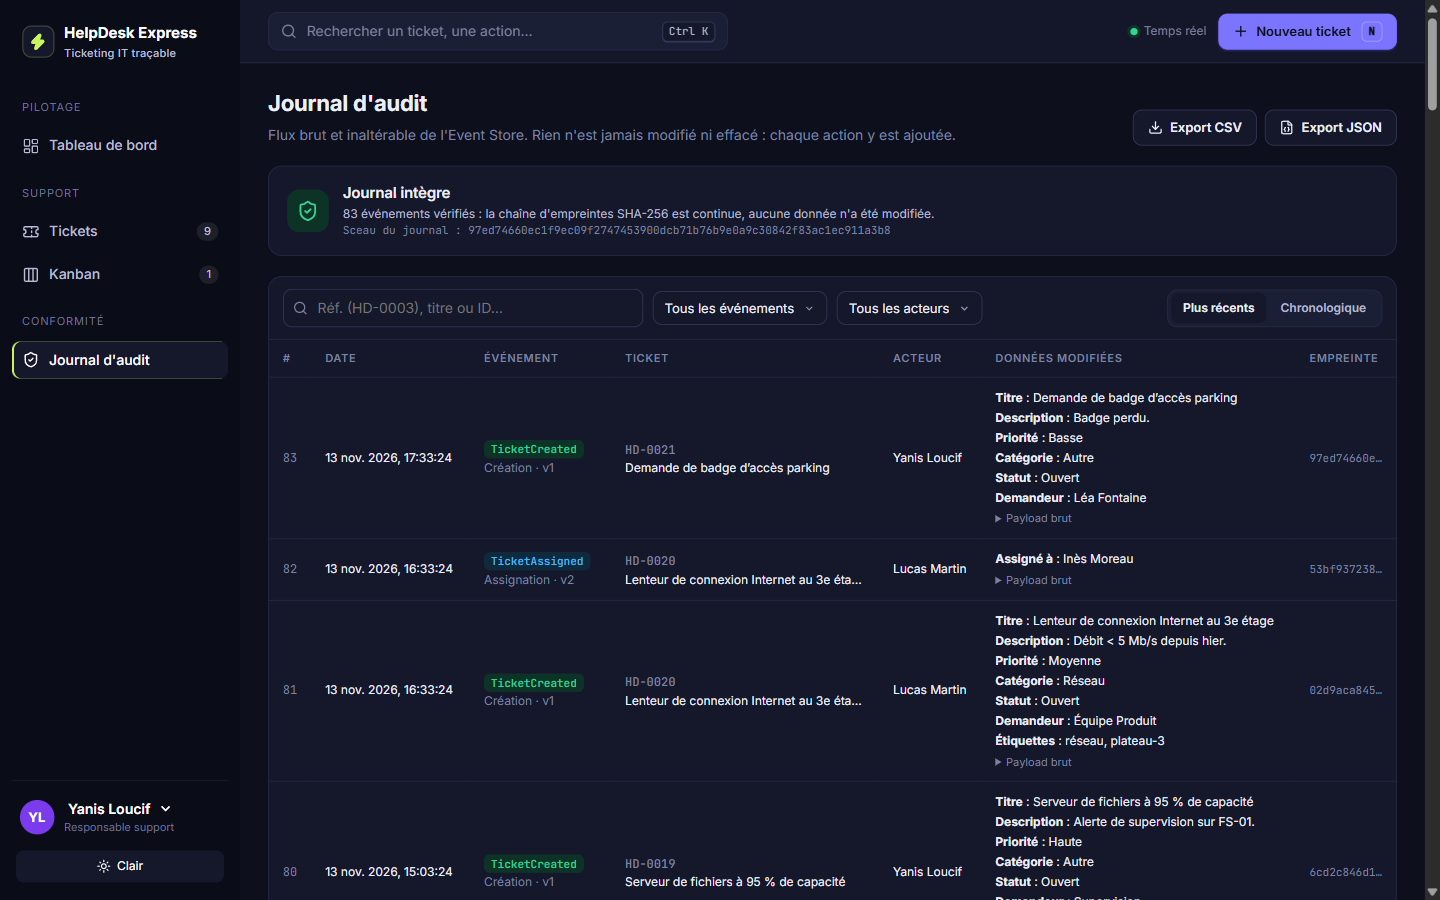 HelpDesk Express
Ticketing IT traçable
PILOTAGE
Tableau de bord
SUPPORT
Tickets 9
Kanban 1
CONFORMITÉ
Journal d'audit
YL
Yanis Loucif
Responsable support
Clair
Rechercher un ticket, une action...
Ctrl K
Temps réel
Nouveau ticket N
Journal d'audit
Flux brut et inaltérable de l'Event Store. Rien n'est jamais modifié ni effacé : chaque action y est ajoutée.
Export CSV
Export JSON
Journal intègre
83 événements vérifiés : la chaîne d'empreintes SHA-256 est continue, aucune donnée n'a été modifiée.
Sceau du journal : 97ed74660ec1f9ec09f2747453900dcb71b76b9e0a9c30842f83ac1ec911a3b8
Réf. (HD-0003), titre ou ID...
Tous les événements
Tous les acteurs
Plus récents
Chronologique
# DATE ÉVÉNEMENT TICKET ACTEUR DONNÉES MODIFIÉES EMPREINTE
83
13 nov. 2026, 17:33:24
TicketCreated
Création · v1
HD-0021
Demande de badge d’accès parking
Yanis Loucif
Titre : Demande de badge d’accès parking
Description : Badge perdu.
Priorité : Basse
Catégorie : Autre
Statut : Ouvert
Demandeur : Léa Fontaine
Payload brut
97ed74660e…
82
13 nov. 2026, 16:33:24
TicketAssigned
Assignation · v2
HD-0020
Lenteur de connexion Internet au 3e éta…
Lucas Martin
Assigné à : Inès Moreau
Payload brut
53bf937238…
81
13 nov. 2026, 16:33:24
TicketCreated
Création · v1
HD-0020
Lenteur de connexion Internet au 3e éta…
Lucas Martin
Titre : Lenteur de connexion Internet au 3e étage
Description : Débit < 5 Mb/s depuis hier.
Priorité : Moyenne
Catégorie : Réseau
Statut : Ouvert
Demandeur : Équipe Produit
Étiquettes : réseau, plateau-3
Payload brut
02d9aca845…
80
13 nov. 2026, 15:03:24
TicketCreated
Création · v1
HD-0019
Serveur de fichiers à 95 % de capacité
Yanis Loucif
Titre : Serveur de fichiers à 95 % de capacité
Description : Alerte de supervision sur FS-01.
Priorité : Haute
Catégorie : Autre
Statut : Ouvert
6cd2c846d1…